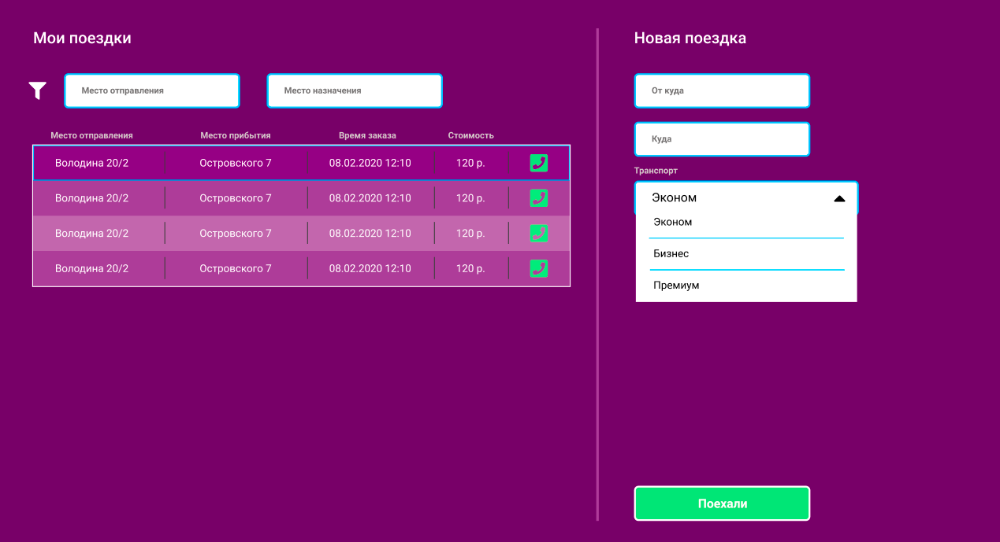 Мои поездки
Место отправления
Место назначения
Место отправления Место прибытия Время заказа Стоимость
Володина 20/2 Островского 7 08.02.2020 12:10 120 р.
Володина 20/2 Островского 7 08.02.2020 12:10 120 р.
Володина 20/2 Островского 7 08.02.2020 12:10 120 р.
Володина 20/2 Островского 7 08.02.2020 12:10 120 р.
Новая поездка
От куда
Куда
Транспорт
Эконом
Эконом
Бизнес
Премиум
Поехали